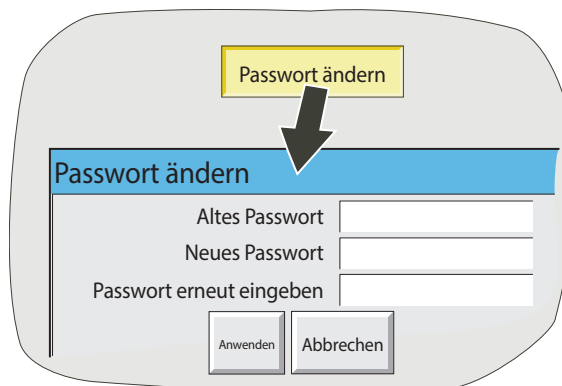 Passwort ändern
Passwort ändern
Altes Passwort
Neues Passwort
Passwort erneut eingeben
Anwenden Abbrechen